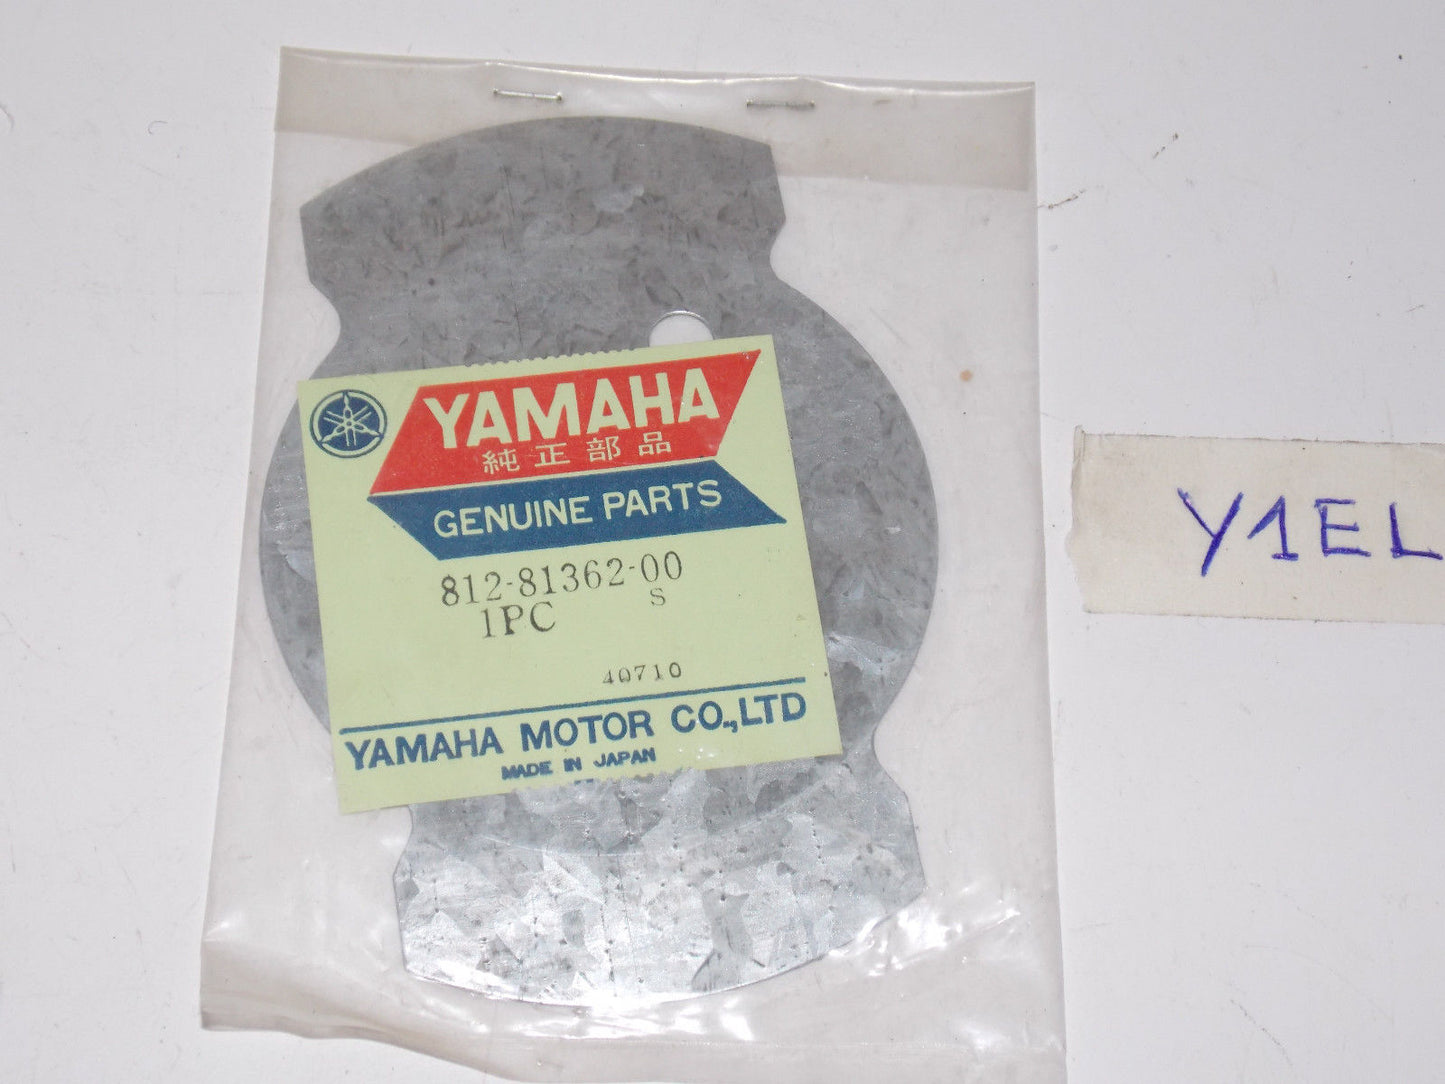 YAMAHA
純正部品
GENUINE PARTS
812-81362-00
S
1PC
40710
YAMAHA MOTOR CO.,LTD
MADE IN JAPAN
Y1EL